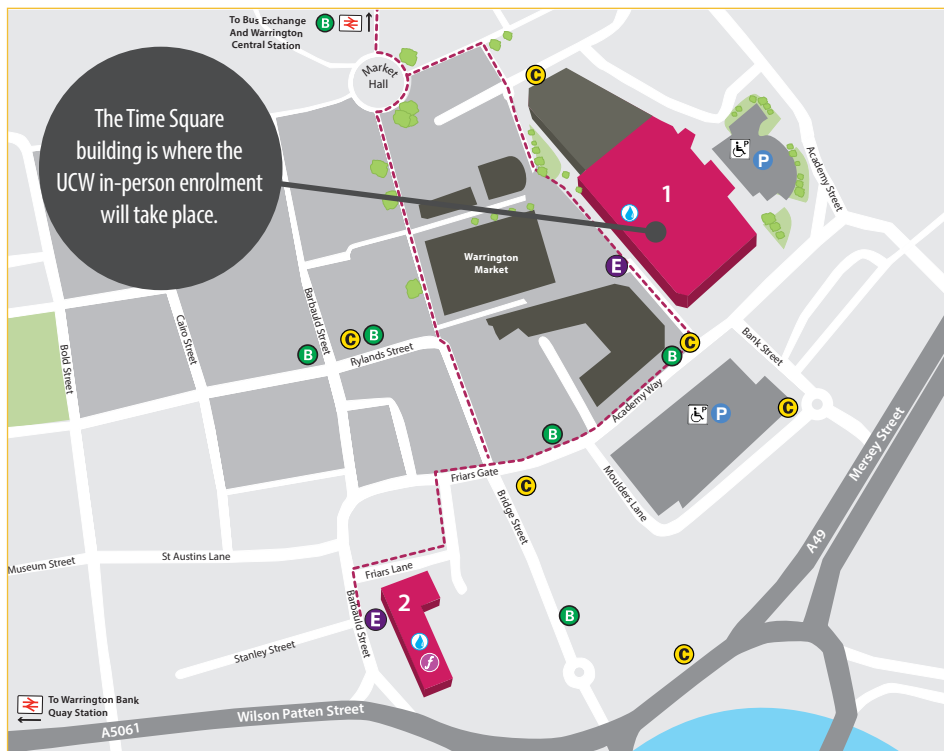 To Bus Exchange
And Warrington
Central Station
B
Market
Hall
C
The Time Square
building is where the
UCW in-person enrolment
will take place.
P
P
Academy Street
1
E
Warrington
Market
Barbauld Street
Cairo Street
Bold Street
B
C
B
Rylands Street
C
B
Bank Street
Academy Way
P
P
C
B
Mersey Street
Friars Gate
C
Moulders Lane
Bridge Street
A49
Museum Street
St Austins Lane
Friars Lane
2
E
Barbauld Street
B
f
Stanley Street
C
To Warrington Bank
Quay Station
A5061
Wilson Patten Street